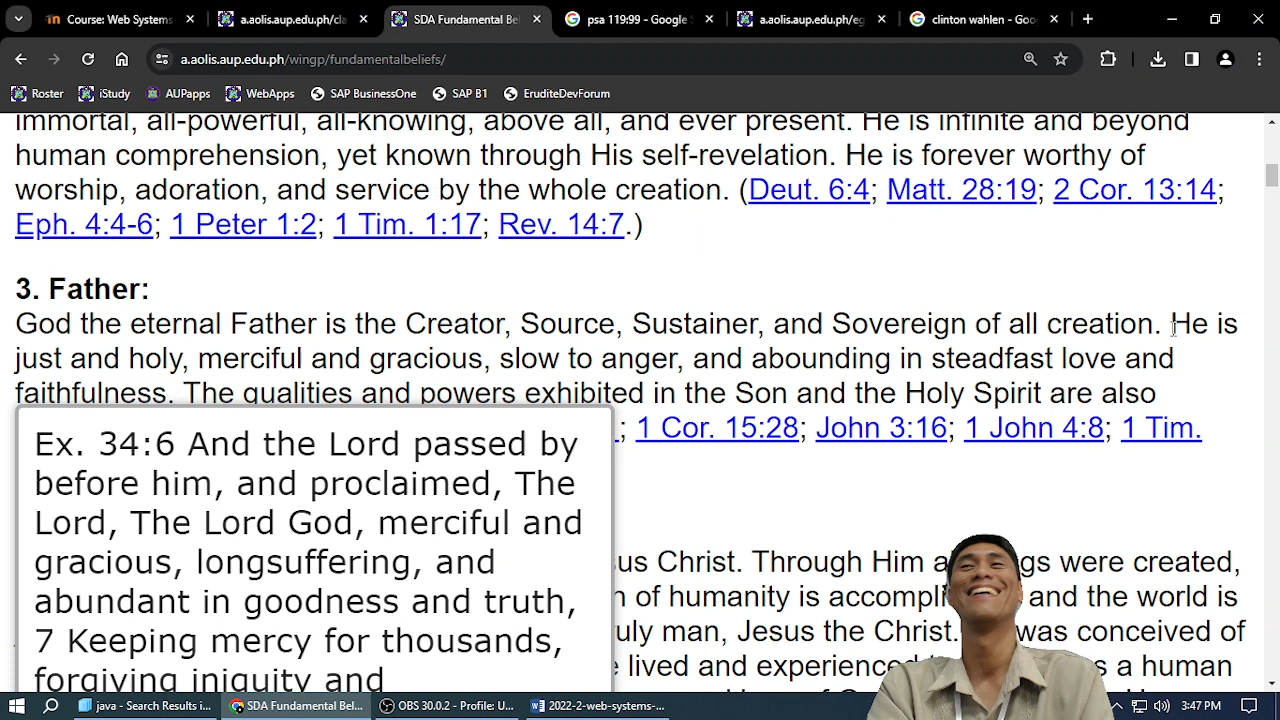 Course: Web Systems
a.aolis.aup.edu.ph/cla
SDA Fundamental Bel
psa 119:99 - Google S
a.aolis.aup.edu.ph/eg
clinton wahlen - Goo
a.aolis.aup.edu.ph/wingp/fundamentalbeliefs/
Roster
iStudy
AUPapps
WebApps
SAP BusinessOne
SAP B1
EruditeDevForum
immortal, all-powerful, all-knowing, above all, and ever present. He is infinite and beyond
human comprehension, yet known through His self-revelation. He is forever worthy of
worship, adoration, and service by the whole creation. (Deut. 6:4; Matt. 28:19; 2 Cor. 13:14;
Eph. 4:4-6; 1 Peter 1:2; 1 Tim. 1:17; Rev. 14:7.)
3. Father:
God the eternal Father is the Creator, Source, Sustainer, and Sovereign of all creation. He is
just and holy, merciful and gracious, slow to anger, and abounding in steadfast love and
faithfulness. The qualities and powers exhibited in the Son and the Holy Spirit are also
; 1 Cor. 15:28; John 3:16; 1 John 4:8; 1 Tim.
Ex. 34:6 And the Lord passed by
before him, and proclaimed, The
Lord, The Lord God, merciful and
gracious, longsuffering, and
abundant in goodness and truth,
7 Keeping mercy for thousands,
forgiving iniquity and
Christ. Through Him were created,
of humanity is and the world is
man, Jesus the Christ. was conceived of
lived and experienced a human
java - Search Results i...
SDA Fundamental Bel...
OBS 30.0.2 - Profile: U...
2022-2-web-systems-...
3:47 PM